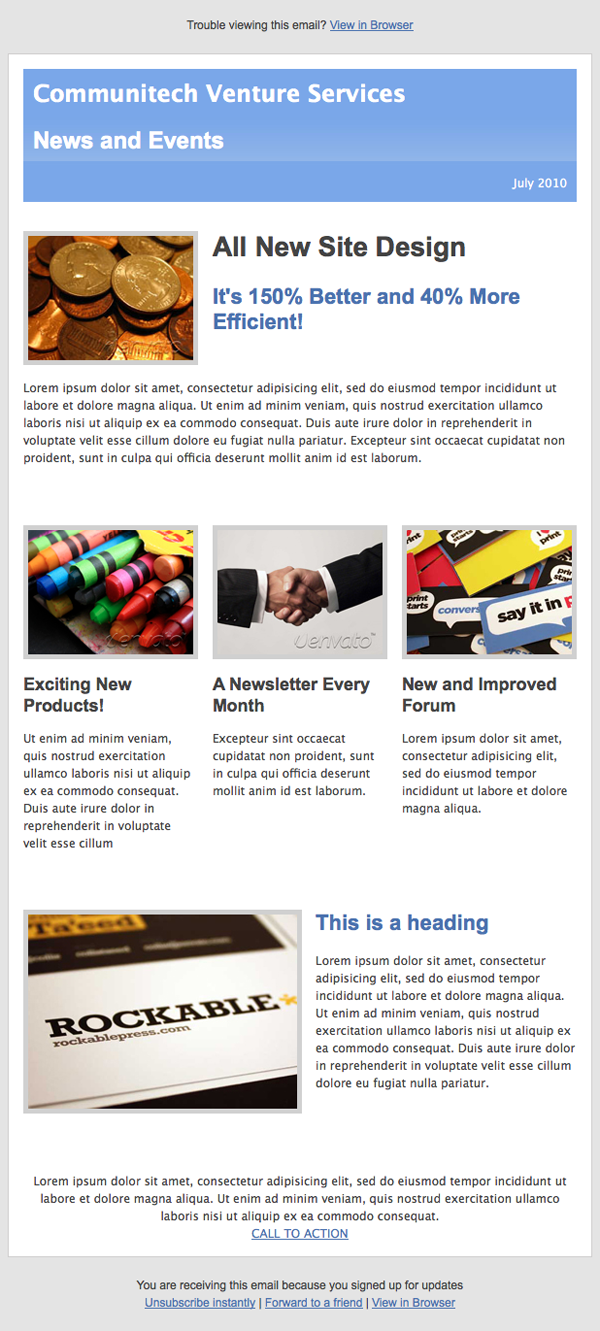 Trouble viewing this email? View in Browser
Communitech Venture Services
News and Events
July 2010
All New Site Design
It's 150% Better and 40% More
Efficient!
Lorem ipsum dolor sit amet, consectetur adipisicing elit, sed do eiusmod tempor incididunt ut
labore et dolore magna aliqua. Ut enim ad minim veniam, quis nostrud exercitation ullamco
laboris nisi ut aliquip ex ea commodo consequat. Duis aute irure dolor in reprehenderit in
voluptate velit esse cillum dolore eu fugiat nulla pariatur. Excepteur sint occaecat cupidatat non
proident, sunt in culpa qui officia deserunt mollit anim id est laborum.
envato
envato
print
starts
print
print
starts
convers
say it in
Exciting New
Products!
Ut enim ad minim veniam,
quis nostrud exercitation
ullamco laboris nisi ut aliquip
ex ea commodo consequat.
Duis aute irure dolor in
reprehenderit in voluptate
velit esse cillum
A Newsletter Every
Month
Excepteur sint occaecat
cupidatat non proident, sunt
in culpa qui officia deserunt
mollit anim id est laborum.
New and Improved
Forum
Lorem ipsum dolor sit amet,
consectetur adipisicing elit,
sed do eiusmod tempor
incididunt ut labore et dolore
magna aliqua.
Ta'eed
ROCKABLE
rockablepress.com
This is a heading
Lorem ipsum dolor sit amet, consectetur
adipisicing elit, sed do eiusmod tempor
incididunt ut labore et dolore magna aliqua.
Ut enim ad minim veniam, quis nostrud
exercitation ullamco laboris nisi ut aliquip ex
ea commodo consequat. Duis aute irure dolor
in reprehenderit in voluptate velit esse cillum
dolore eu fugiat nulla pariatur.
Lorem ipsum dolor sit amet, consectetur adipisicing elit, sed do eiusmod tempor incididunt ut
labore et dolore magna aliqua. Ut enim ad minim veniam, quis nostrud exercitation ullamco
laboris nisi ut aliquip ex ea commodo consequat.
CALL TO ACTION
You are receiving this email because you signed up for updates
Unsubscribe instantly | Forward to a friend | View in Browser